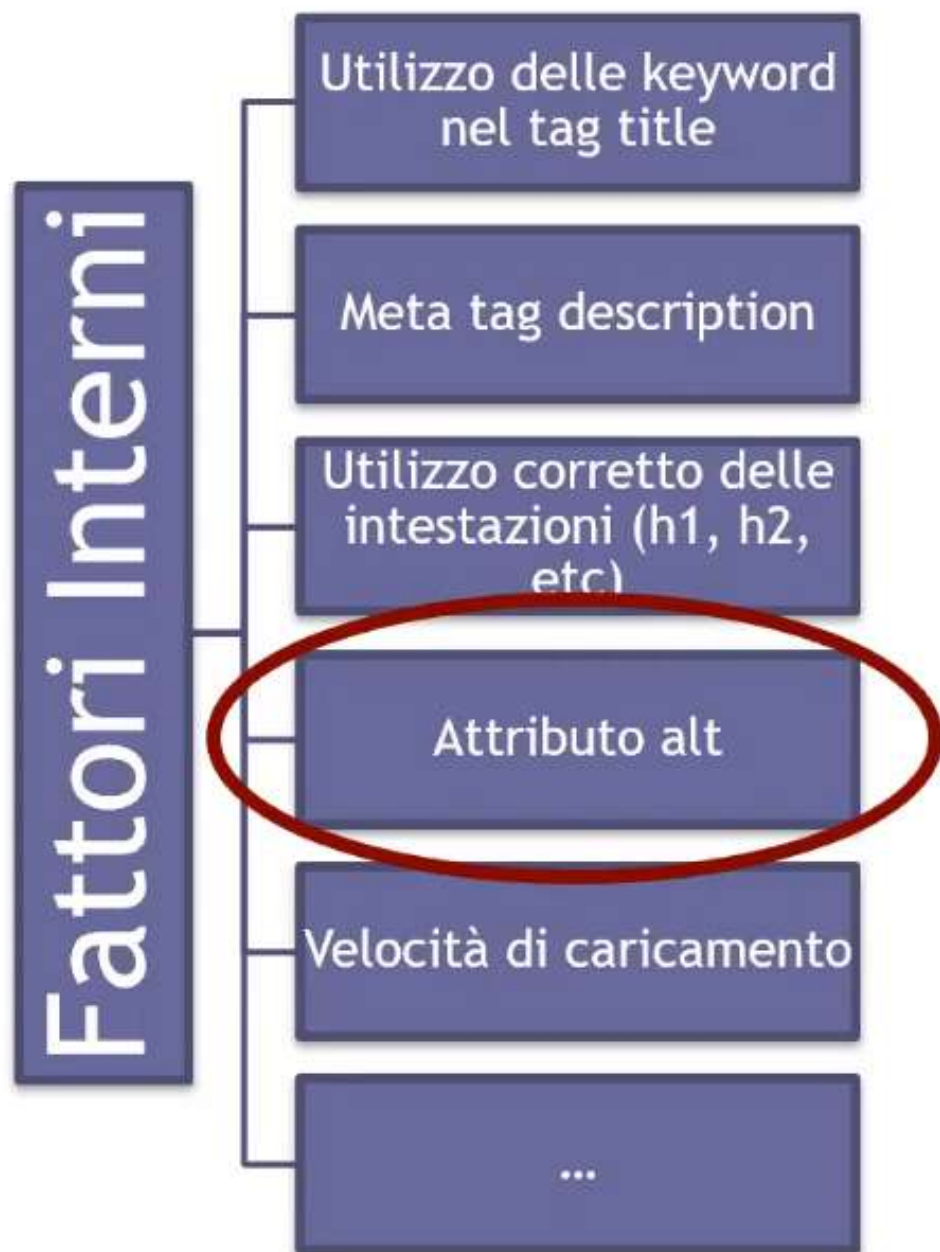 Fattori Interni
Utilizzo delle keyword
nel tag title
Meta tag description
Utilizzo corretto delle
intestazioni (h1, h2,
etc)
Attributo alt
Velocità di caricamento
...